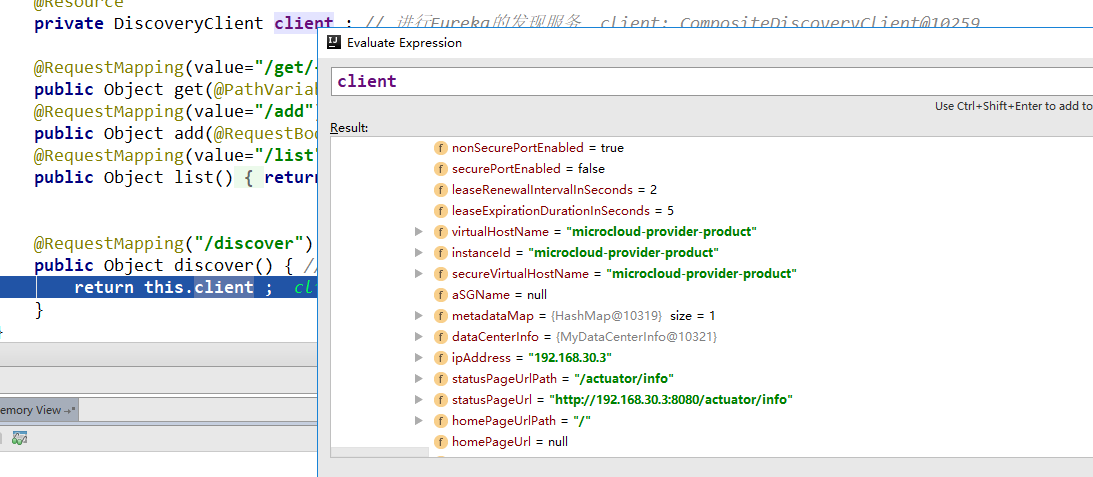 @Resource
private DiscoveryClient client ; // 进行Eureka的发现服务 client: CompositeDiscoveryClient@10259
Evaluate Expression
@RequestMapping(value="/get/
public Object get(@PathVariab
@RequestMapping(value="/add"
public Object add(@RequestBod
@RequestMapping(value="/list"
public Object list() { return
@RequestMapping("/discover")
public Object discover() { //
return this.client ; cl
}
emory View
client
Use Ctrl+Shift+Enter to add to
Result:
nonSecurePortEnabled = true
securePortEnabled = false
leaseRenewalIntervalInSeconds = 2
leaseExpirationDurationInSeconds = 5
virtualHostName = "microcloud-provider-product"
instanceId = "microcloud-provider-product"
secureVirtualHostName = "microcloud-provider-product"
aSGName = null
metadataMap = {HashMap@10319} size = 1
dataCenterInfo = {MyDataCenterInfo@10321}
ipAddress = "192.168.30.3"
statusPageUrlPath = "/actuator/info"
statusPageUrl = "http://192.168.30.3:8080/actuator/info"
homePageUrlPath = "/"
homePageUrl = null